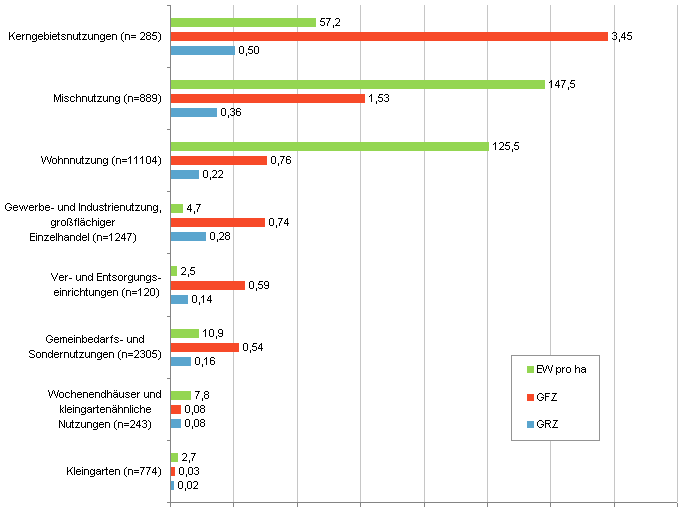 57,2
Kerngebietsnutzungen (n= 285)
3,45
0,50
147,5
Mischnutzung (n=889)
1,53
0,36
125,5
Wohnnutzung (n=11104)
0,76
0,22
Gewerbe- und Industrienutzung,
großflächiger
Einzelhandel (n=1247)
4,7
0,74
0,28
Ver- und Entsorgungs-
einrichtungen (n=120)
2,5
0,59
0,14
Gemeinbedarfs- und
Sondernutzungen (n=2305)
10,9
0,54
0,16
Wochenendhäuser und
kleingartenähnliche
Nutzungen (n=243)
7,8
0,08
0,08
Kleingarten (n=774)
2,7
0,03
0,02
EW pro ha
GFZ
GRZ